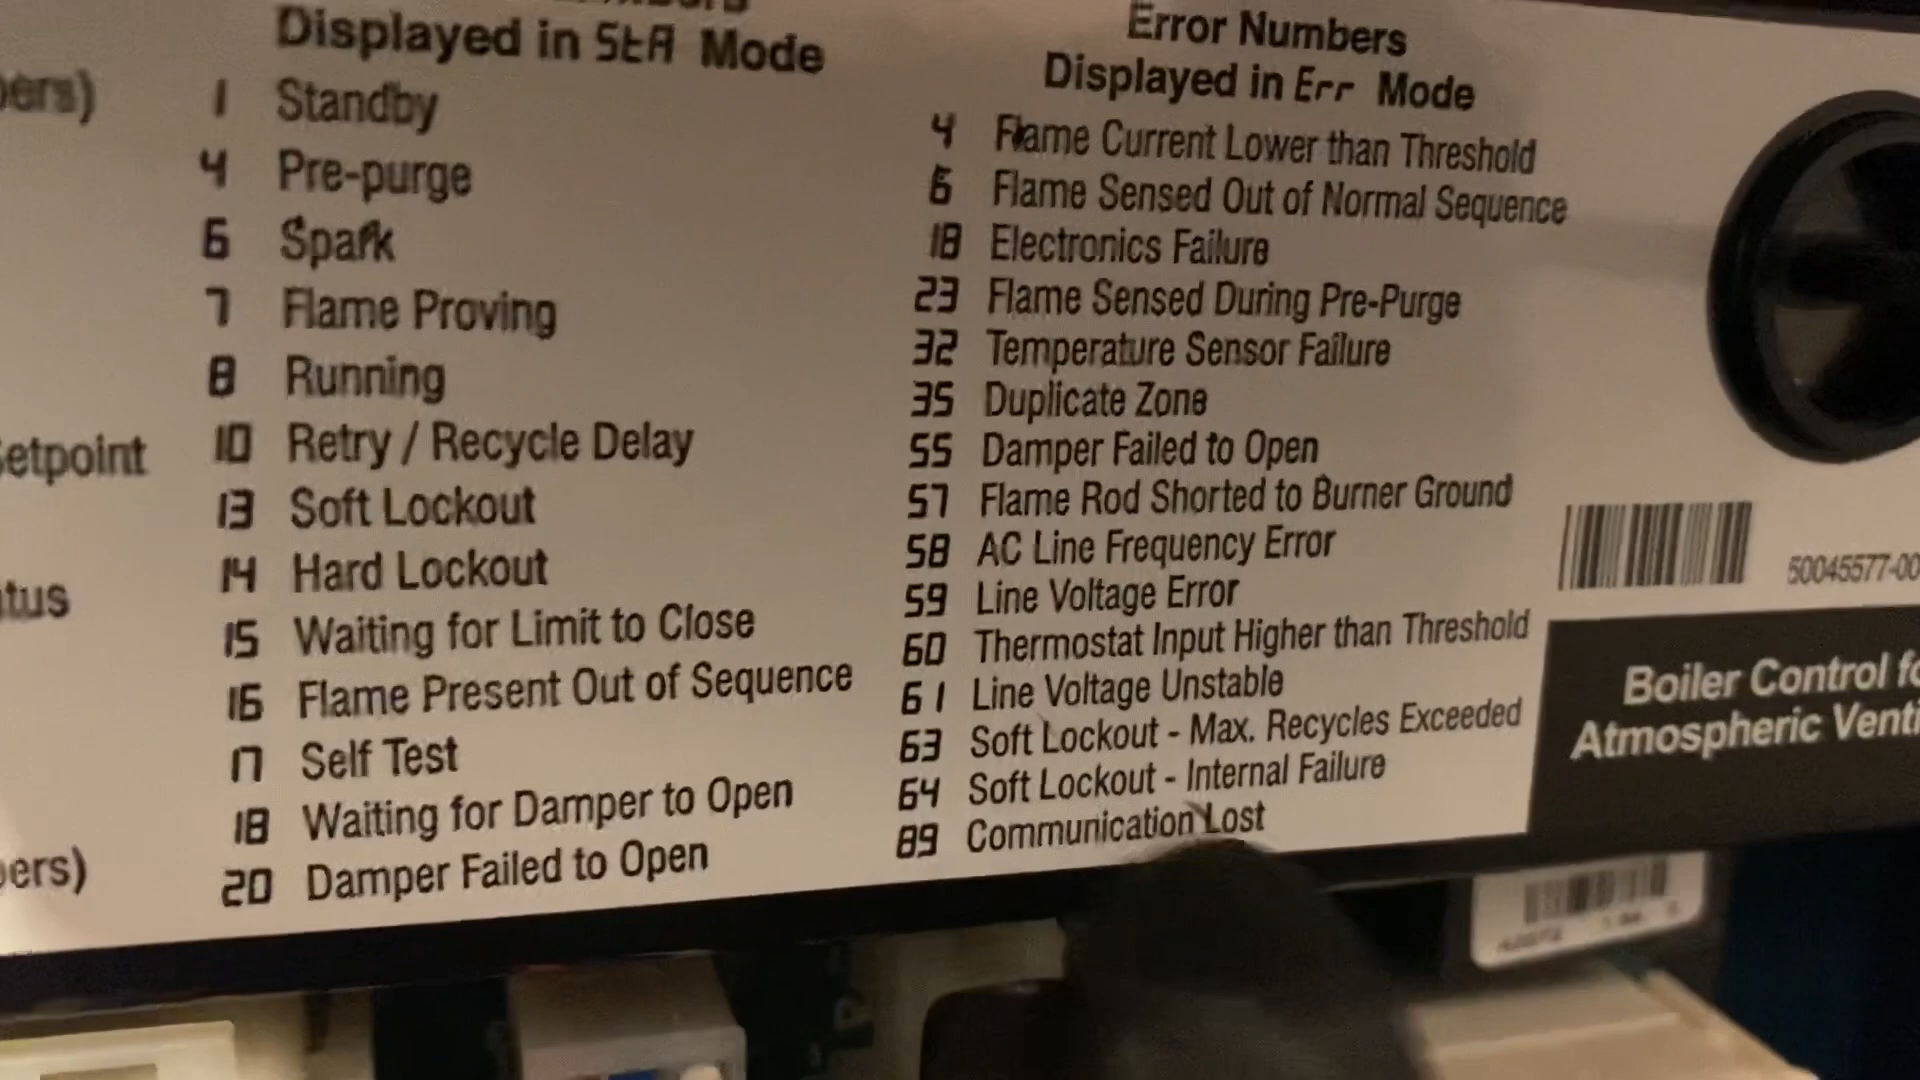 Displayed in StA Mode
1 Standby
4 Pre-purge
6 Spark
7 Flame Proving
8 Running
10 Retry / Recycle Delay
13 Soft Lockout
14 Hard Lockout
15 Waiting for Limit to Close
16 Flame Present Out of Sequence
17 Self Test
18 Waiting for Damper to Open
20 Damper Failed to Open
Error Numbers
Displayed in Err Mode
4 Flame Current Lower than Threshold
6 Flame Sensed Out of Normal Sequence
18 Electronics Failure
23 Flame Sensed During Pre-Purge
32 Temperature Sensor Failure
35 Duplicate Zone
55 Damper Failed to Open
57 Flame Rod Shorted to Burner Ground
58 AC Line Frequency Error
59 Line Voltage Error
60 Thermostat Input Higher than Threshold
61 Line Voltage Unstable
63 Soft Lockout - Max. Recycles Exceeded
64 Soft Lockout - Internal Failure
89 Communication Lost
50045577-00
Boiler Control
Atmospheric